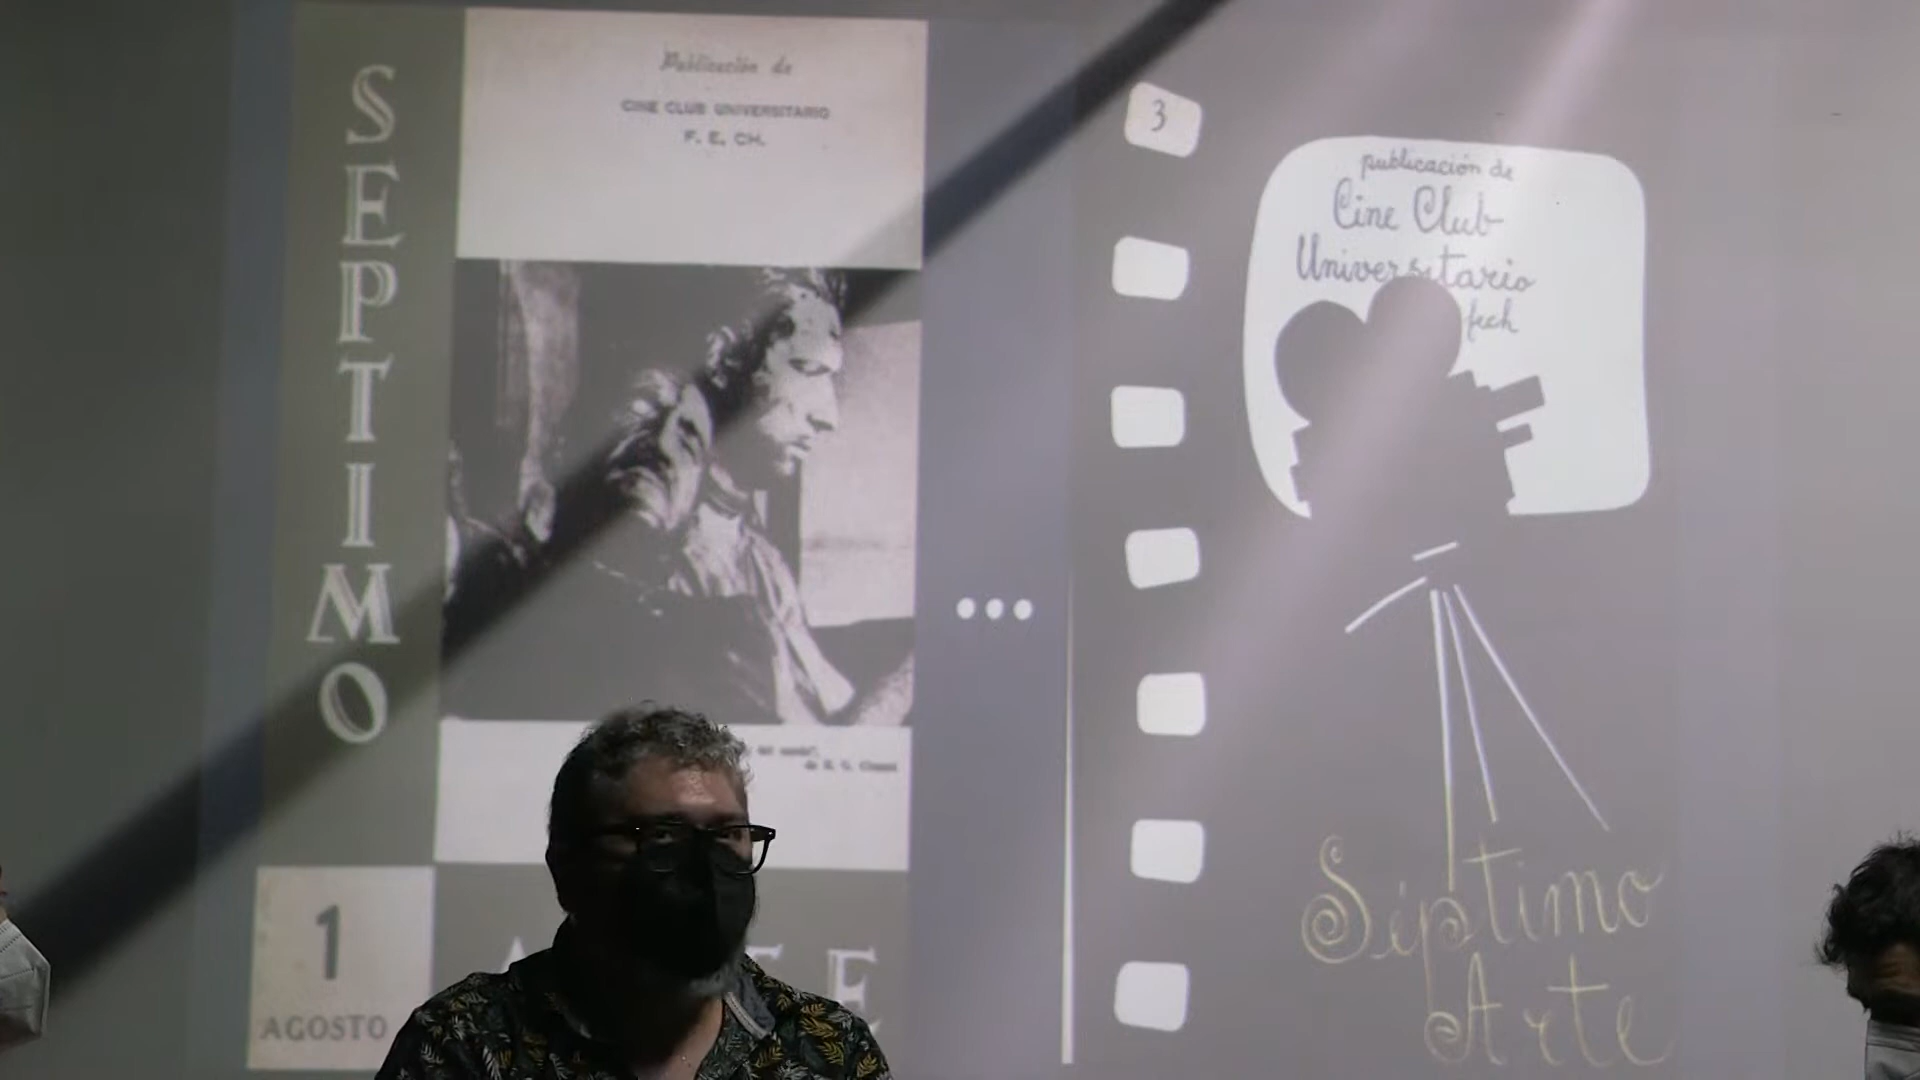 SEPTIMO
Publicación de
CINE CLUB UNIVERSITARIO
F. E. CH.
1
AGOSTO
3
publicación de
Cine Club
Universitario
fech
Séptimo
Arte